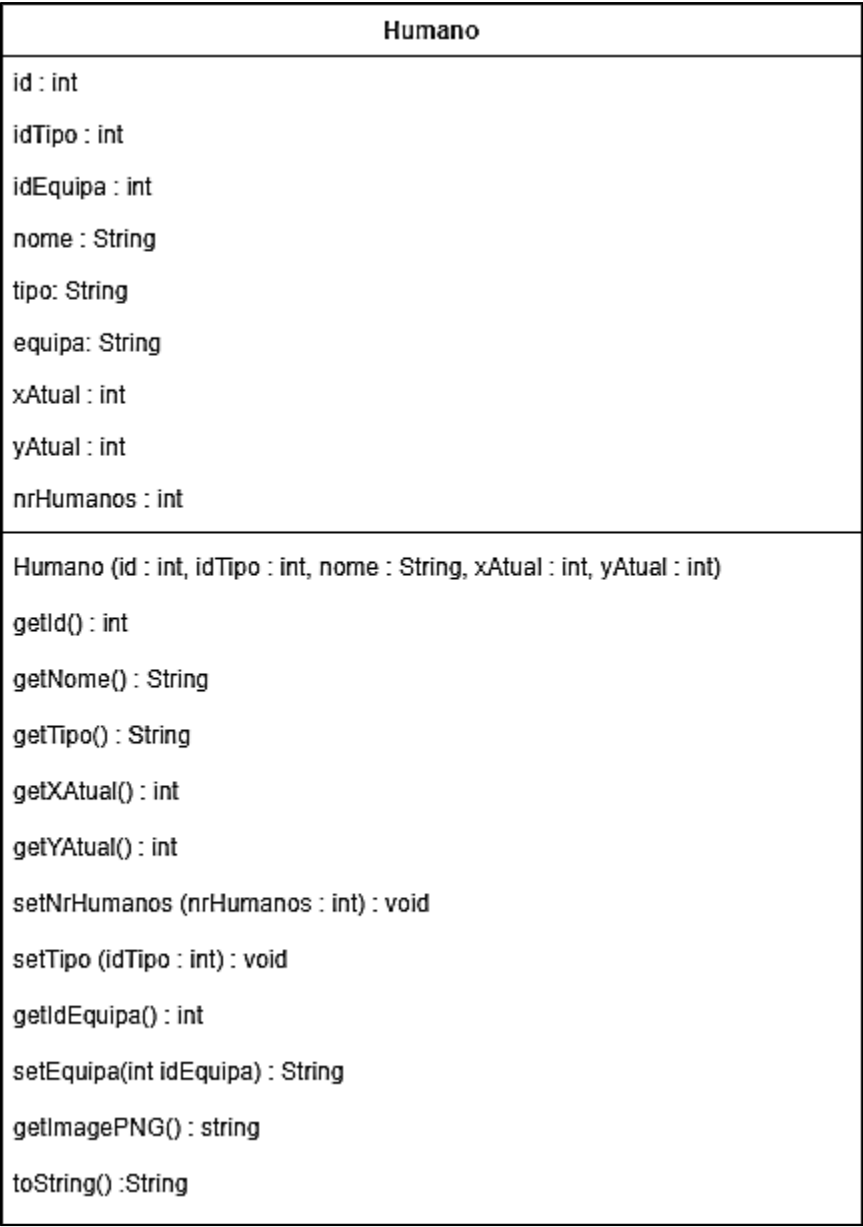 Humano
id : int
idTipo : int
idEquipa : int
nome : String
tipo: String
equipa: String
xAtual : int
yAtual : int
nrHumanos : int
Humano (id : int, idTipo : int, nome : String, xAtual : int, yAtual : int)
getId() : int
getNome() : String
getTipo() : String
getXAtual() : int
getYAtual() : int
setNrHumanos (nrHumanos : int) : void
setTipo (idTipo : int) : void
getIdEquipa() : int
setEquipa(int idEquipa) : String
getImagePNG() : string
toString() :String